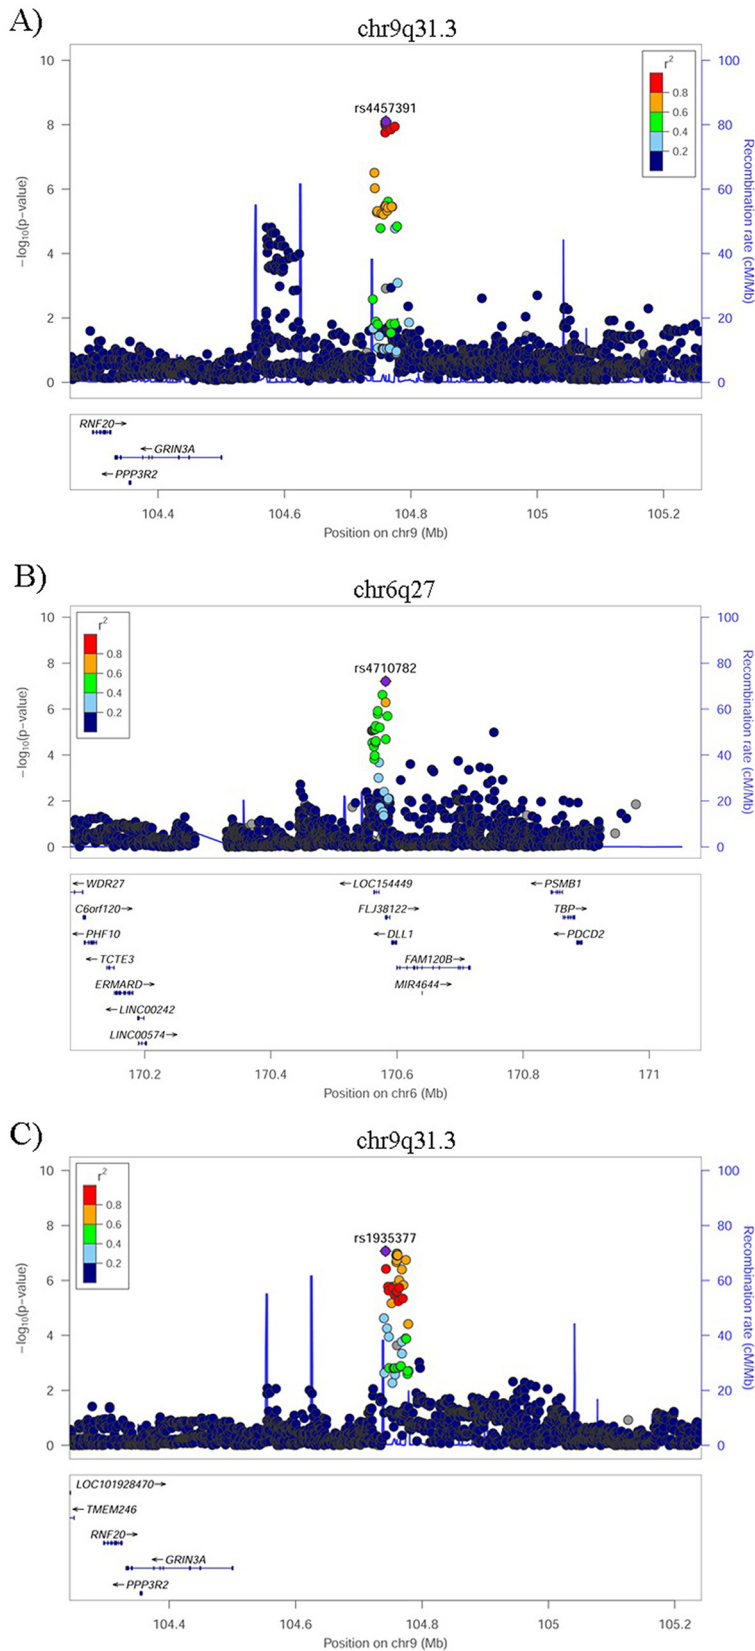 A)
chr9q31.3
10
8
6
4
2
0
−log10(p-value)
100
80
60
40
20
0
Recombination rate (cM/Mb)
r2
0.8
0.6
0.4
0.2
rs4457391
RNF20→
←GRIN3A
←PPP3R2
104.4 104.6 104.8 105 105.2
Position on chr9 (Mb)
B)
chr6q27
10
8
6
4
2
0
−log10(p-value)
100
80
60
40
20
0
Recombination rate (cM/Mb)
r2
0.8
0.6
0.4
0.2
rs4710782
←WDR27 ←LOC154449 ←PSMB1
C6orf120→ FLJ38122→ TBP→
←PHF10 ←DLL1 ←PDCD2
←TCTE3 FAM120B→
ERMARD→ MIR4644→
←LINC00242
LINC00574→
170.2 170.4 170.6 170.8 171
Position on chr6 (Mb)
C)
chr9q31.3
10
8
6
4
2
0
−log10(p-value)
100
80
60
40
20
0
Recombination rate (cM/Mb)
r2
0.8
0.6
0.4
0.2
rs1935377
LOC101928470→
←TMEM246
RNF20→
←GRIN3A
←PPP3R2
104.4 104.6 104.8 105 105.2
Position on chr9 (Mb)